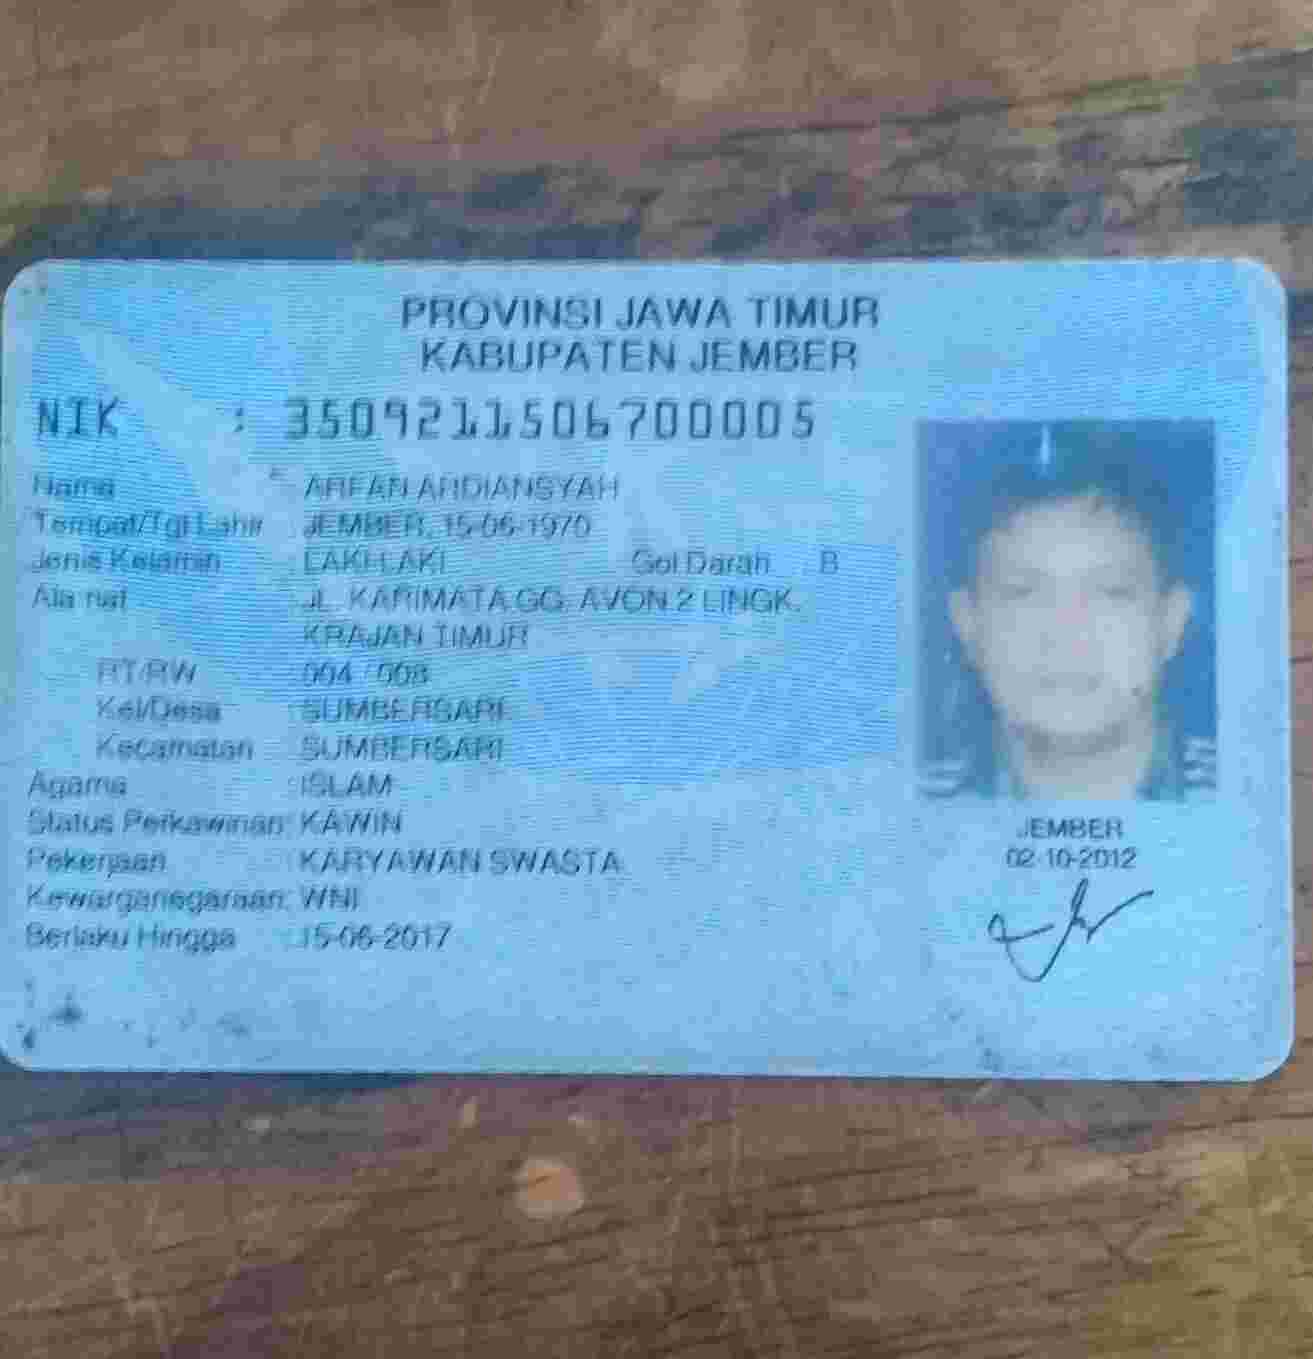 PROVINSI JAWA TIMUR
KABUPATEN JEMBER
NIK : 3509211506700005
Nama : ARFAN ARDIANSYAH
Tempat/Tgl Lahir : JEMBER, 15-06-1970
Jenis Kelamin : LAKI-LAKI Gol Darah : B
Alamat : JL. KARIMATA GG. AVON 2 LINGK.
KRAJAN TIMUR
RT/RW : 004 / 008
Kel/Desa : SUMBERSARI
Kecamatan : SUMBERSARI
Agama : ISLAM
Status Perkawinan: KAWIN
Pekerjaan : KARYAWAN SWASTA
Kewarganegaraan: WNI
Berlaku Hingga : 15-06-2017
JEMBER
02-10-2012